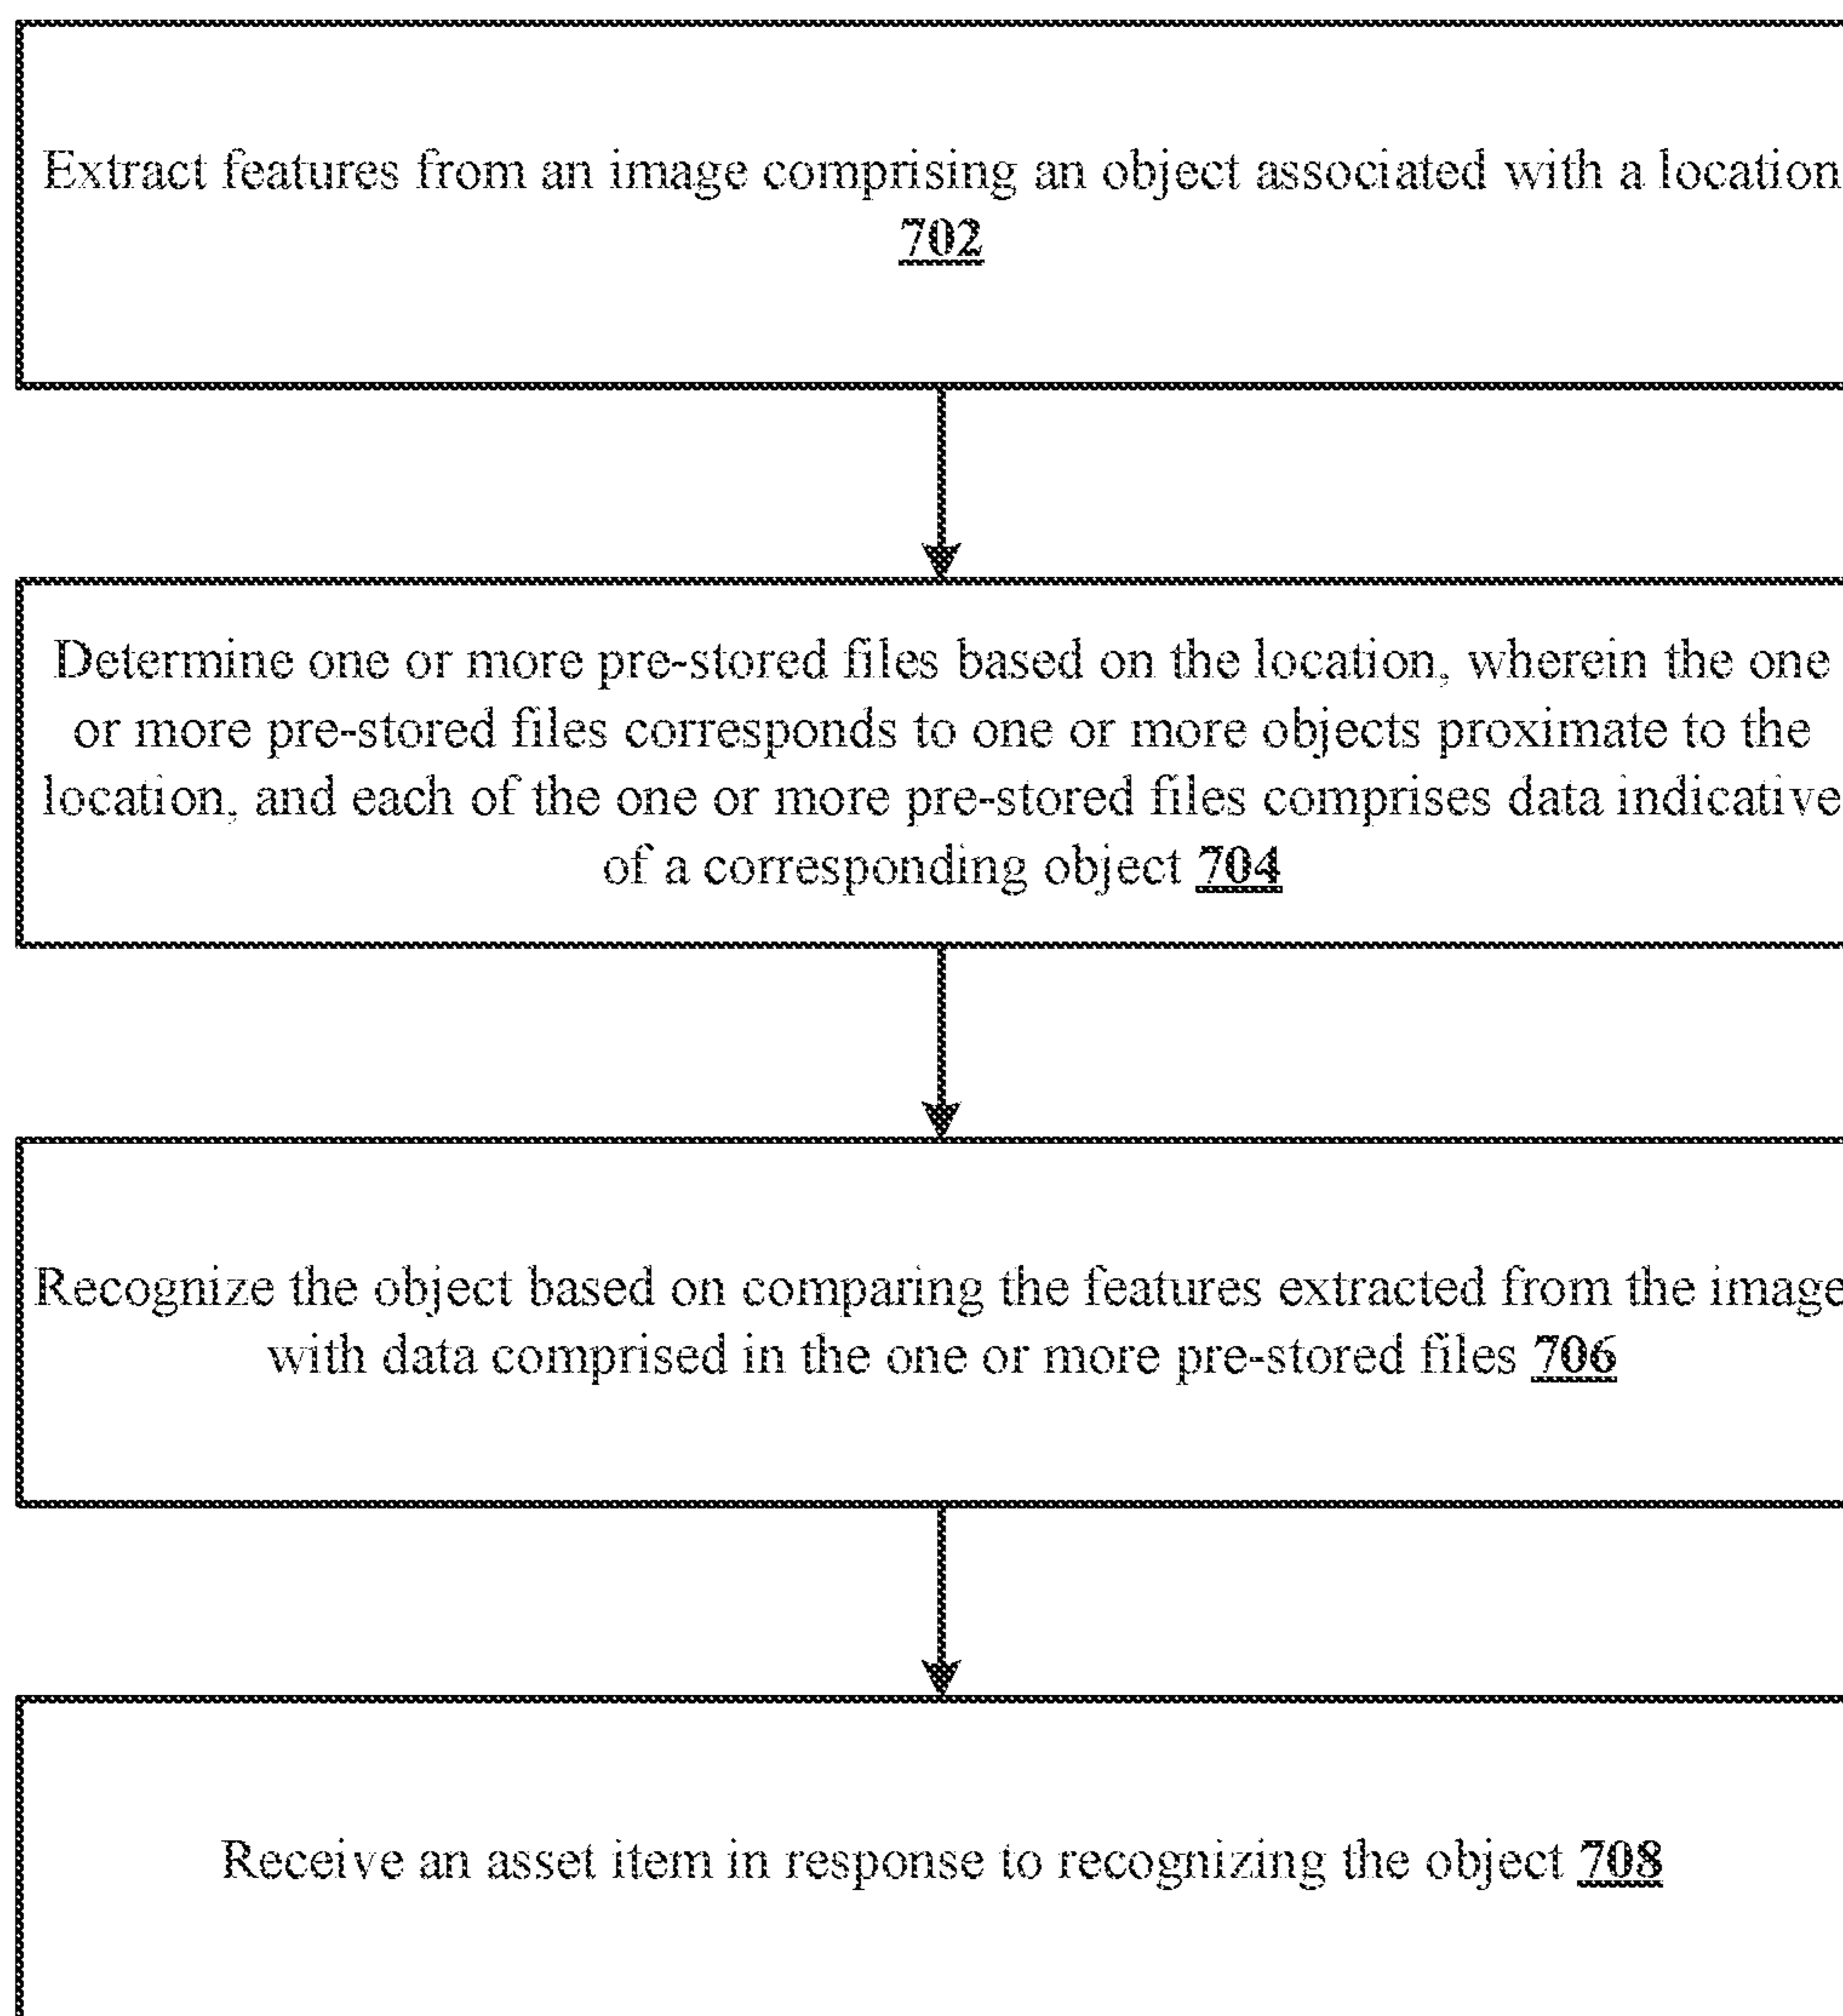 Extract features from an image comprising an object associated with a location
702
Determine one or more pre-stored files based on the location, wherein the one
or more pre-stored files corresponds to one or more objects proximate to the
location, and each of the one or more pre-stored files comprises data indicative
of a corresponding object 704
Recognize the object based on comparing the features extracted from the image
with data comprised in the one or more pre-stored files 706
Receive an asset item in response to recognizing the object 708